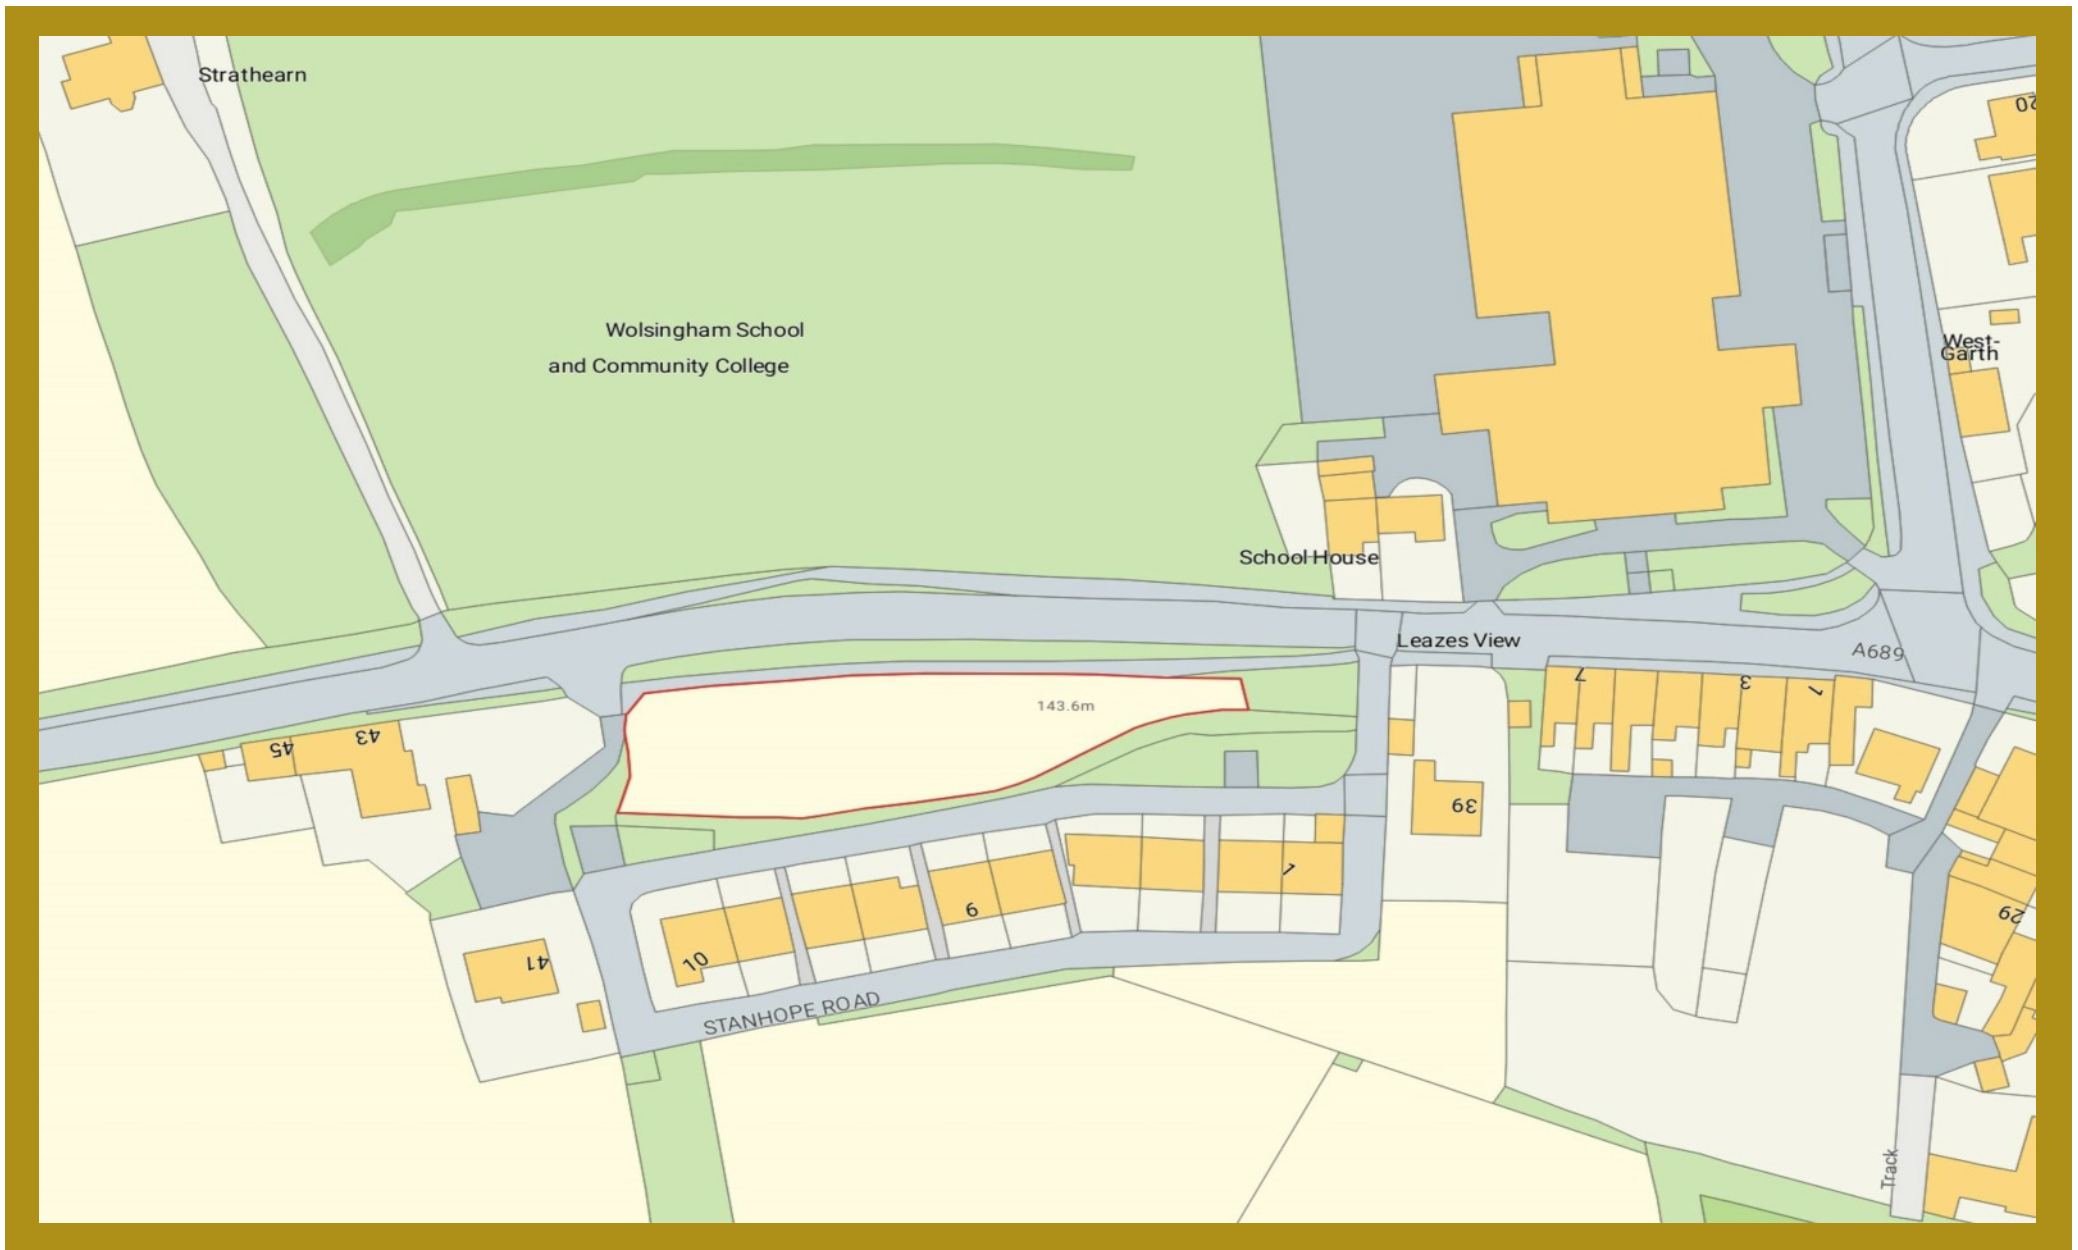 Strathearn
20
Wolsingham School
and Community College
West-
Garth
School House
Leazes View
A689
7
3
1
143.6m
45
43
39
1
6
10
41
29
STANHOPE ROAD
Track